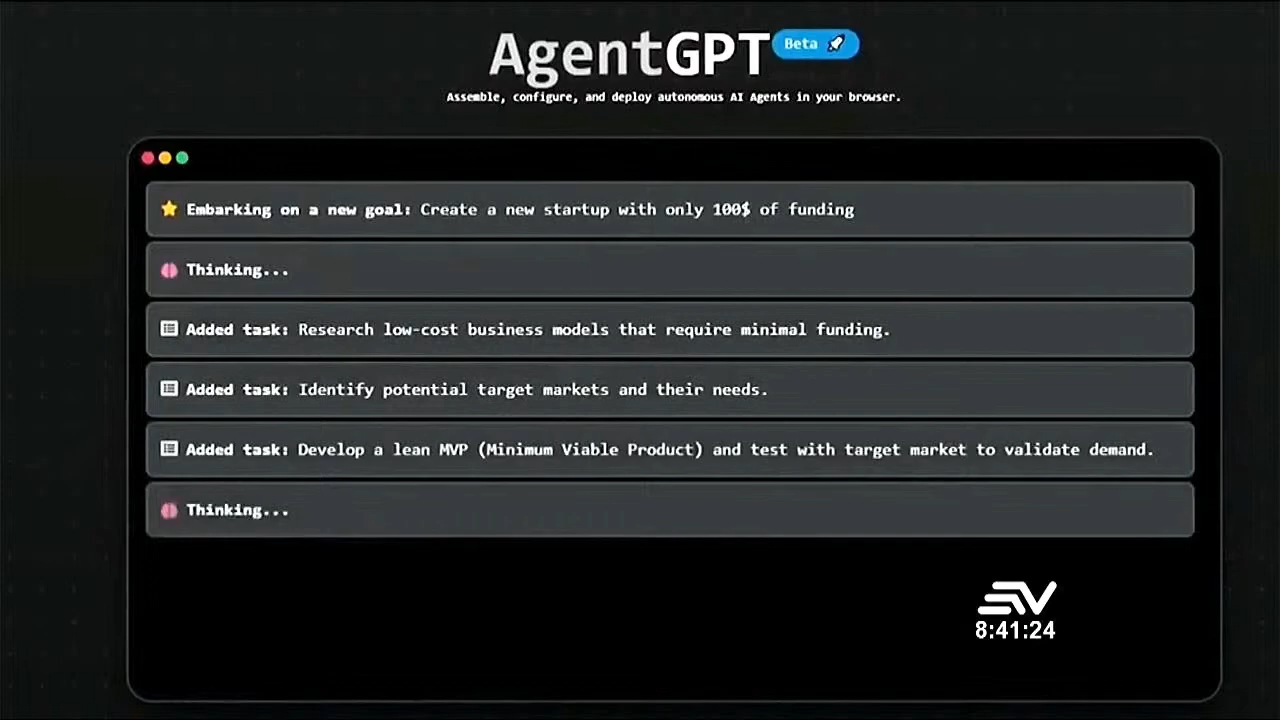 AgentGPT Beta
Assemble, configure, and deploy autonomous AI Agents in your browser.
Embarking on a new goal: Create a new startup with only 100$ of funding
Thinking...
Added task: Research low-cost business models that require minimal funding.
Added task: Identify potential target markets and their needs.
Added task: Develop a lean MVP (Minimum Viable Product) and test with target market to validate demand.
Thinking...
8:41:24